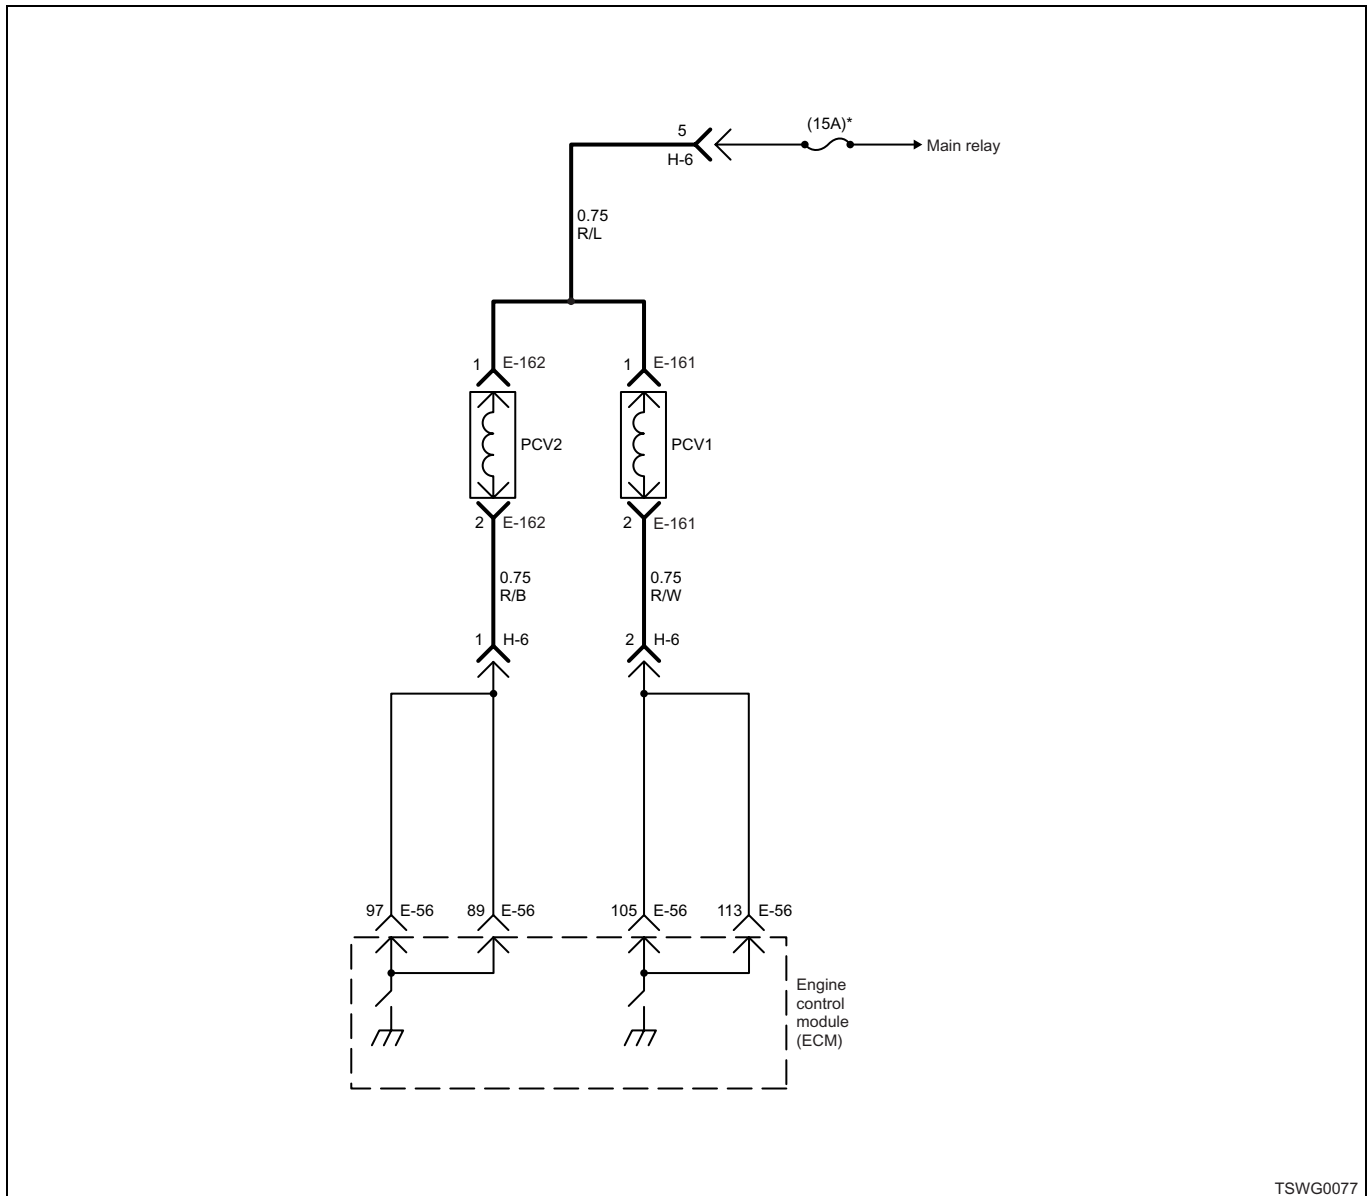 (15A)*
5
H-6
Main relay
0.75
R/L
1 E-162
1 E-161
PCV2
PCV1
2 E-162
2 E-161
0.75
R/B
0.75
R/W
1 H-6
2 H-6
97 E-56
89 E-56
105 E-56
113 E-56
Engine
control
module
(ECM)
TSWG0077